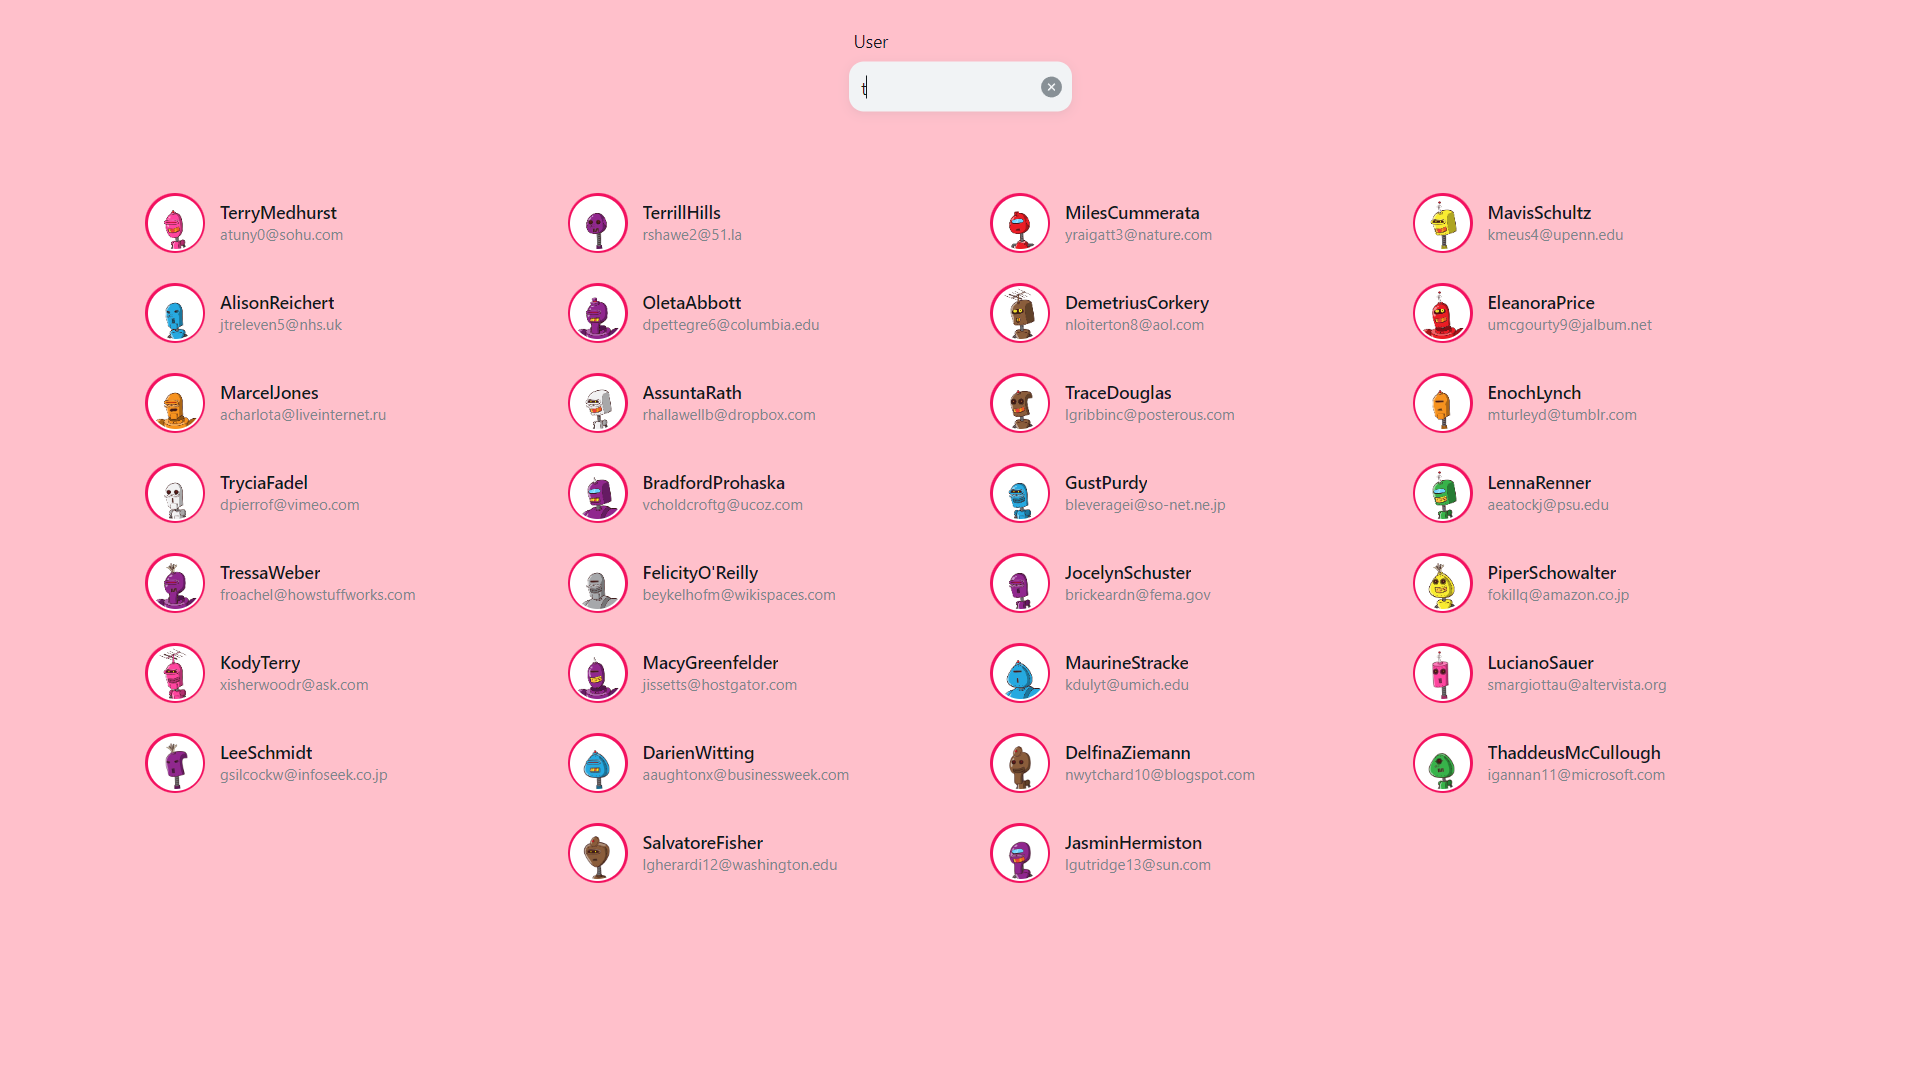 User
t
TerryMedhurst
atuny0@sohu.com
TerrillHills
rshawe2@51.la
MilesCummerata
yraigatt3@nature.com
MavisSchultz
kmeus4@upenn.edu
AlisonReichert
jtreleven5@nhs.uk
OletaAbbott
dpettegre6@columbia.edu
DemetriusCorkery
nloiterton8@aol.com
EleanoraPrice
umcgourty9@jalbum.net
MarcelJones
acharlota@liveinternet.ru
AssuntaRath
rhallawellb@dropbox.com
TraceDouglas
lgribbinc@posterous.com
EnochLynch
mturleyd@tumblr.com
TryciaFadel
dpierrof@vimeo.com
BradfordProhaska
vcholdcroftg@ucoz.com
GustPurdy
bleveragei@so-net.ne.jp
LennaRenner
aeatockj@psu.edu
TressaWeber
froachel@howstuffworks.com
FelicityO'Reilly
beykelhofm@wikispaces.com
JocelynSchuster
brickeardn@fema.gov
PiperSchowalter
fokillq@amazon.co.jp
KodyTerry
xisherwoodr@ask.com
MacyGreenfelder
jissetts@hostgator.com
MaurineStracke
kdulyt@umich.edu
LucianoSauer
smargiottau@altervista.org
LeeSchmidt
gsilcockw@infoseek.co.jp
DarienWitting
aaughtonx@businessweek.com
DelfinaZiemann
nwytchard10@blogspot.com
ThaddeusMcCullough
igannan11@microsoft.com
SalvatoreFisher
lgherardi12@washington.edu
JasminHermiston
lgutridge13@sun.com